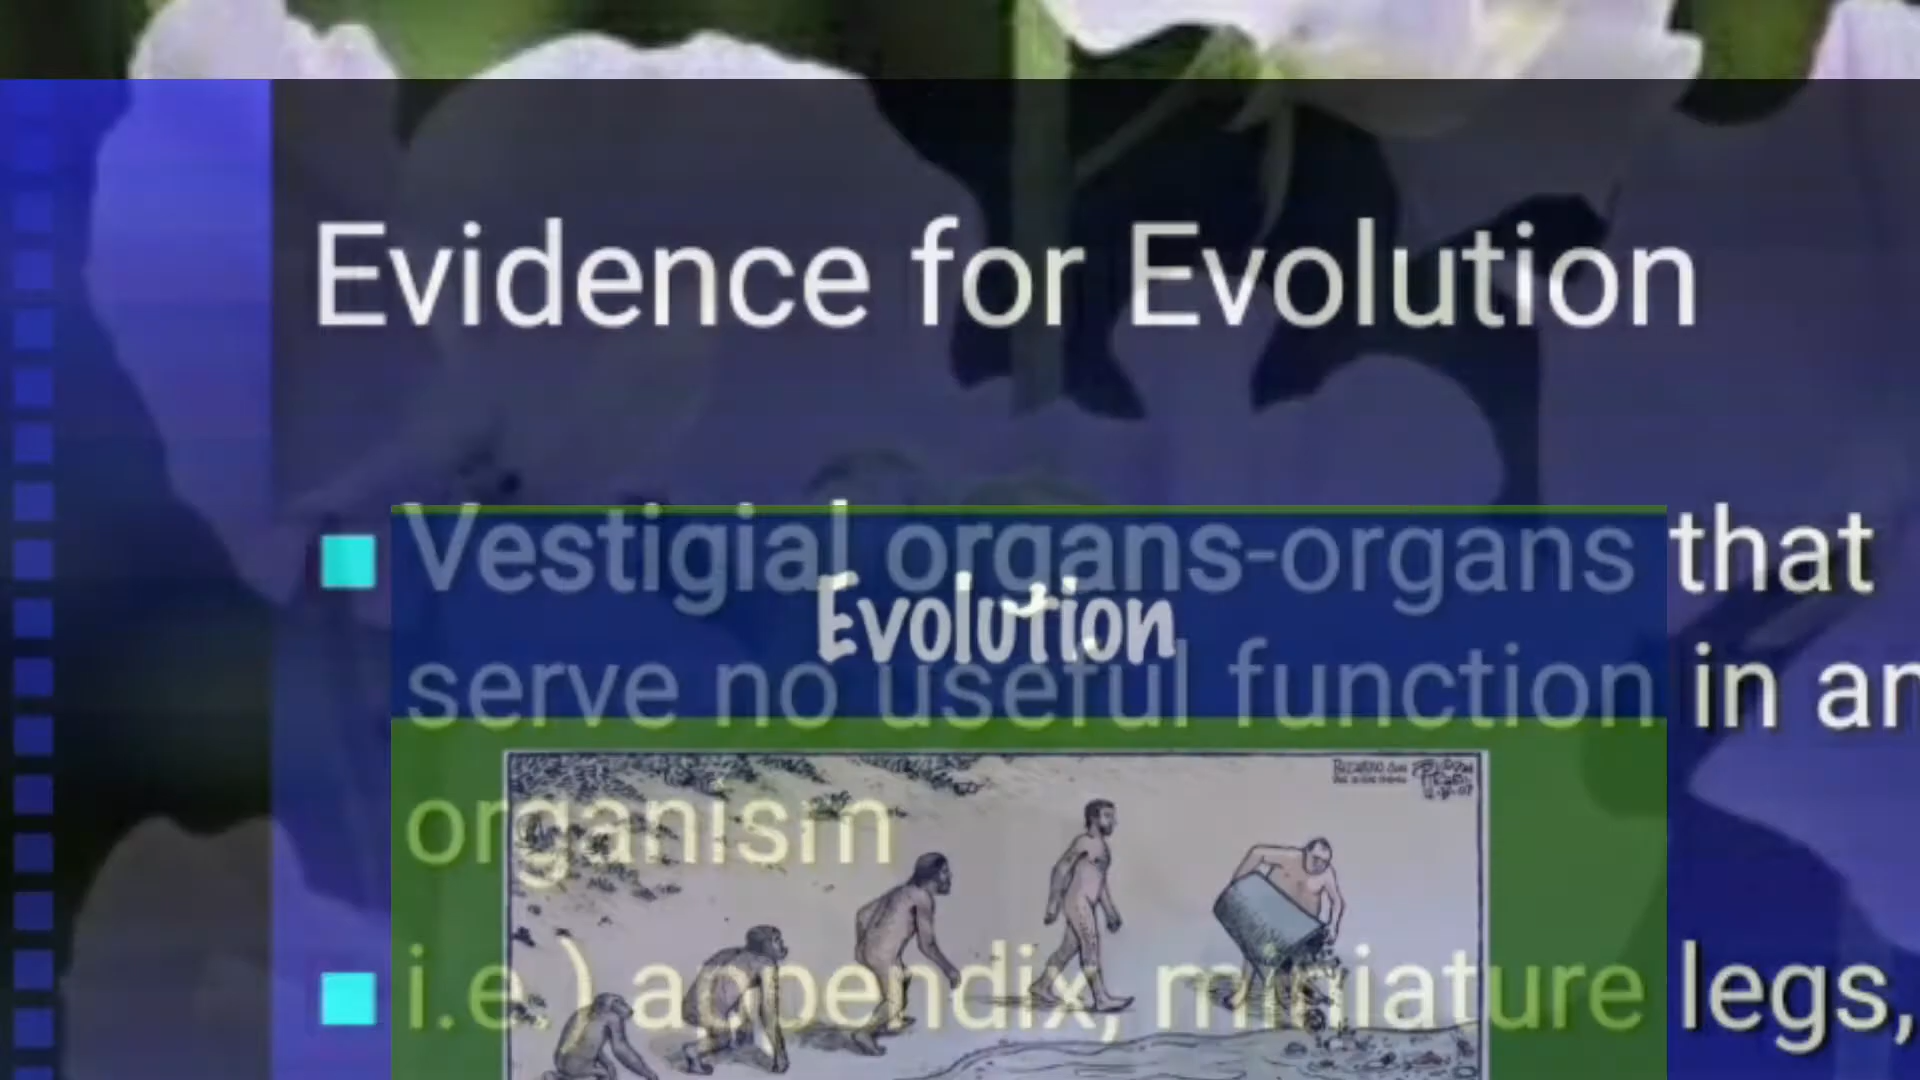 Evidence for Evolution
Vestigial organs-organs that
Evolution
serve no useful function in an
organism
i.e.) appendix, miniature legs,